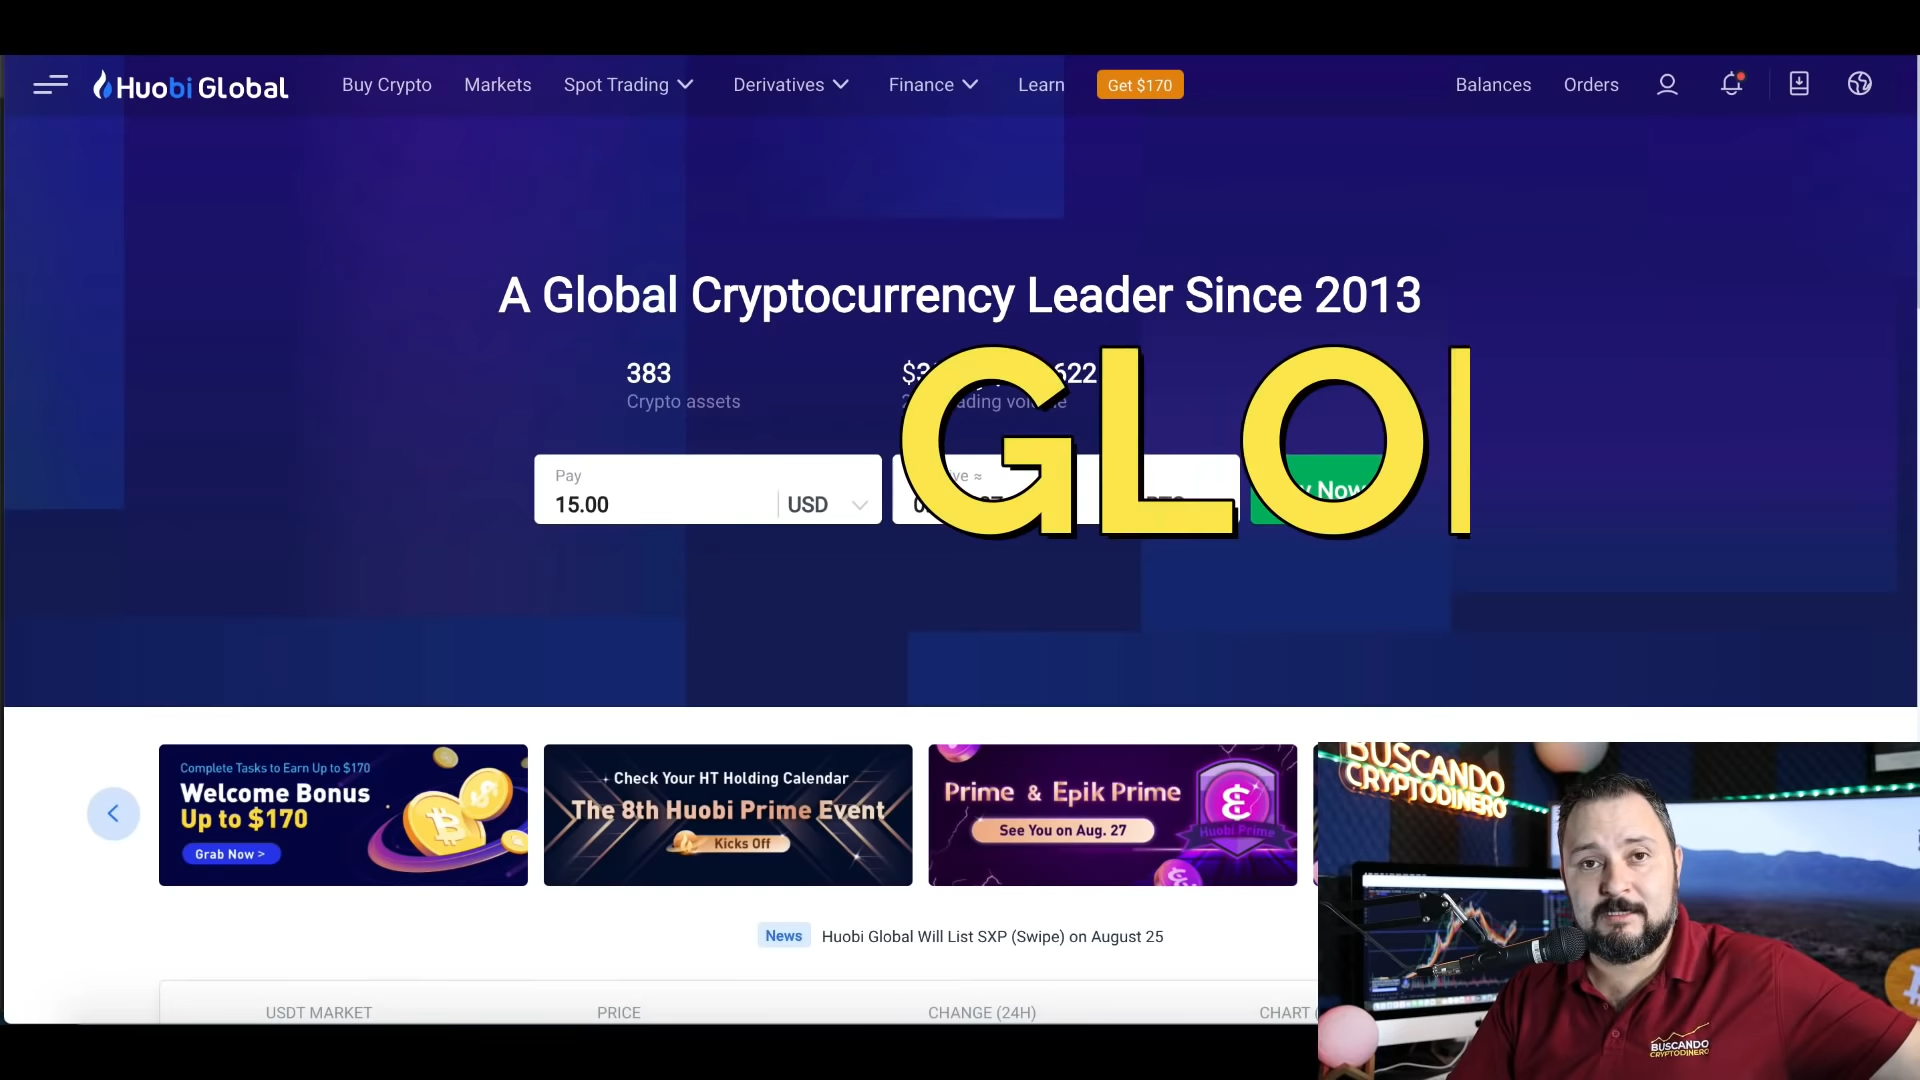 Huobi Global
Buy Crypto
Markets
Spot Trading
Derivatives
Finance
Learn
Get $170
Balances
Orders
A Global Cryptocurrency Leader Since 2013
383
Crypto assets
GLO
Pay
15.00
USD
Now
Complete Tasks to Earn Up to $170
Welcome Bonus
Up to $170
Grab Now >
Check Your HT Holding Calendar
The 8th Huobi Prime Event
Kicks Off
Prime & Epik Prime
See You on Aug. 27
Huobi Prime
News
Huobi Global Will List SXP (Swipe) on August 25
USDT MARKET
PRICE
CHANGE (24H)
CHART
BUSCANDO
CRYPTODINERO
BUSCANDO
CRYPTODINERO